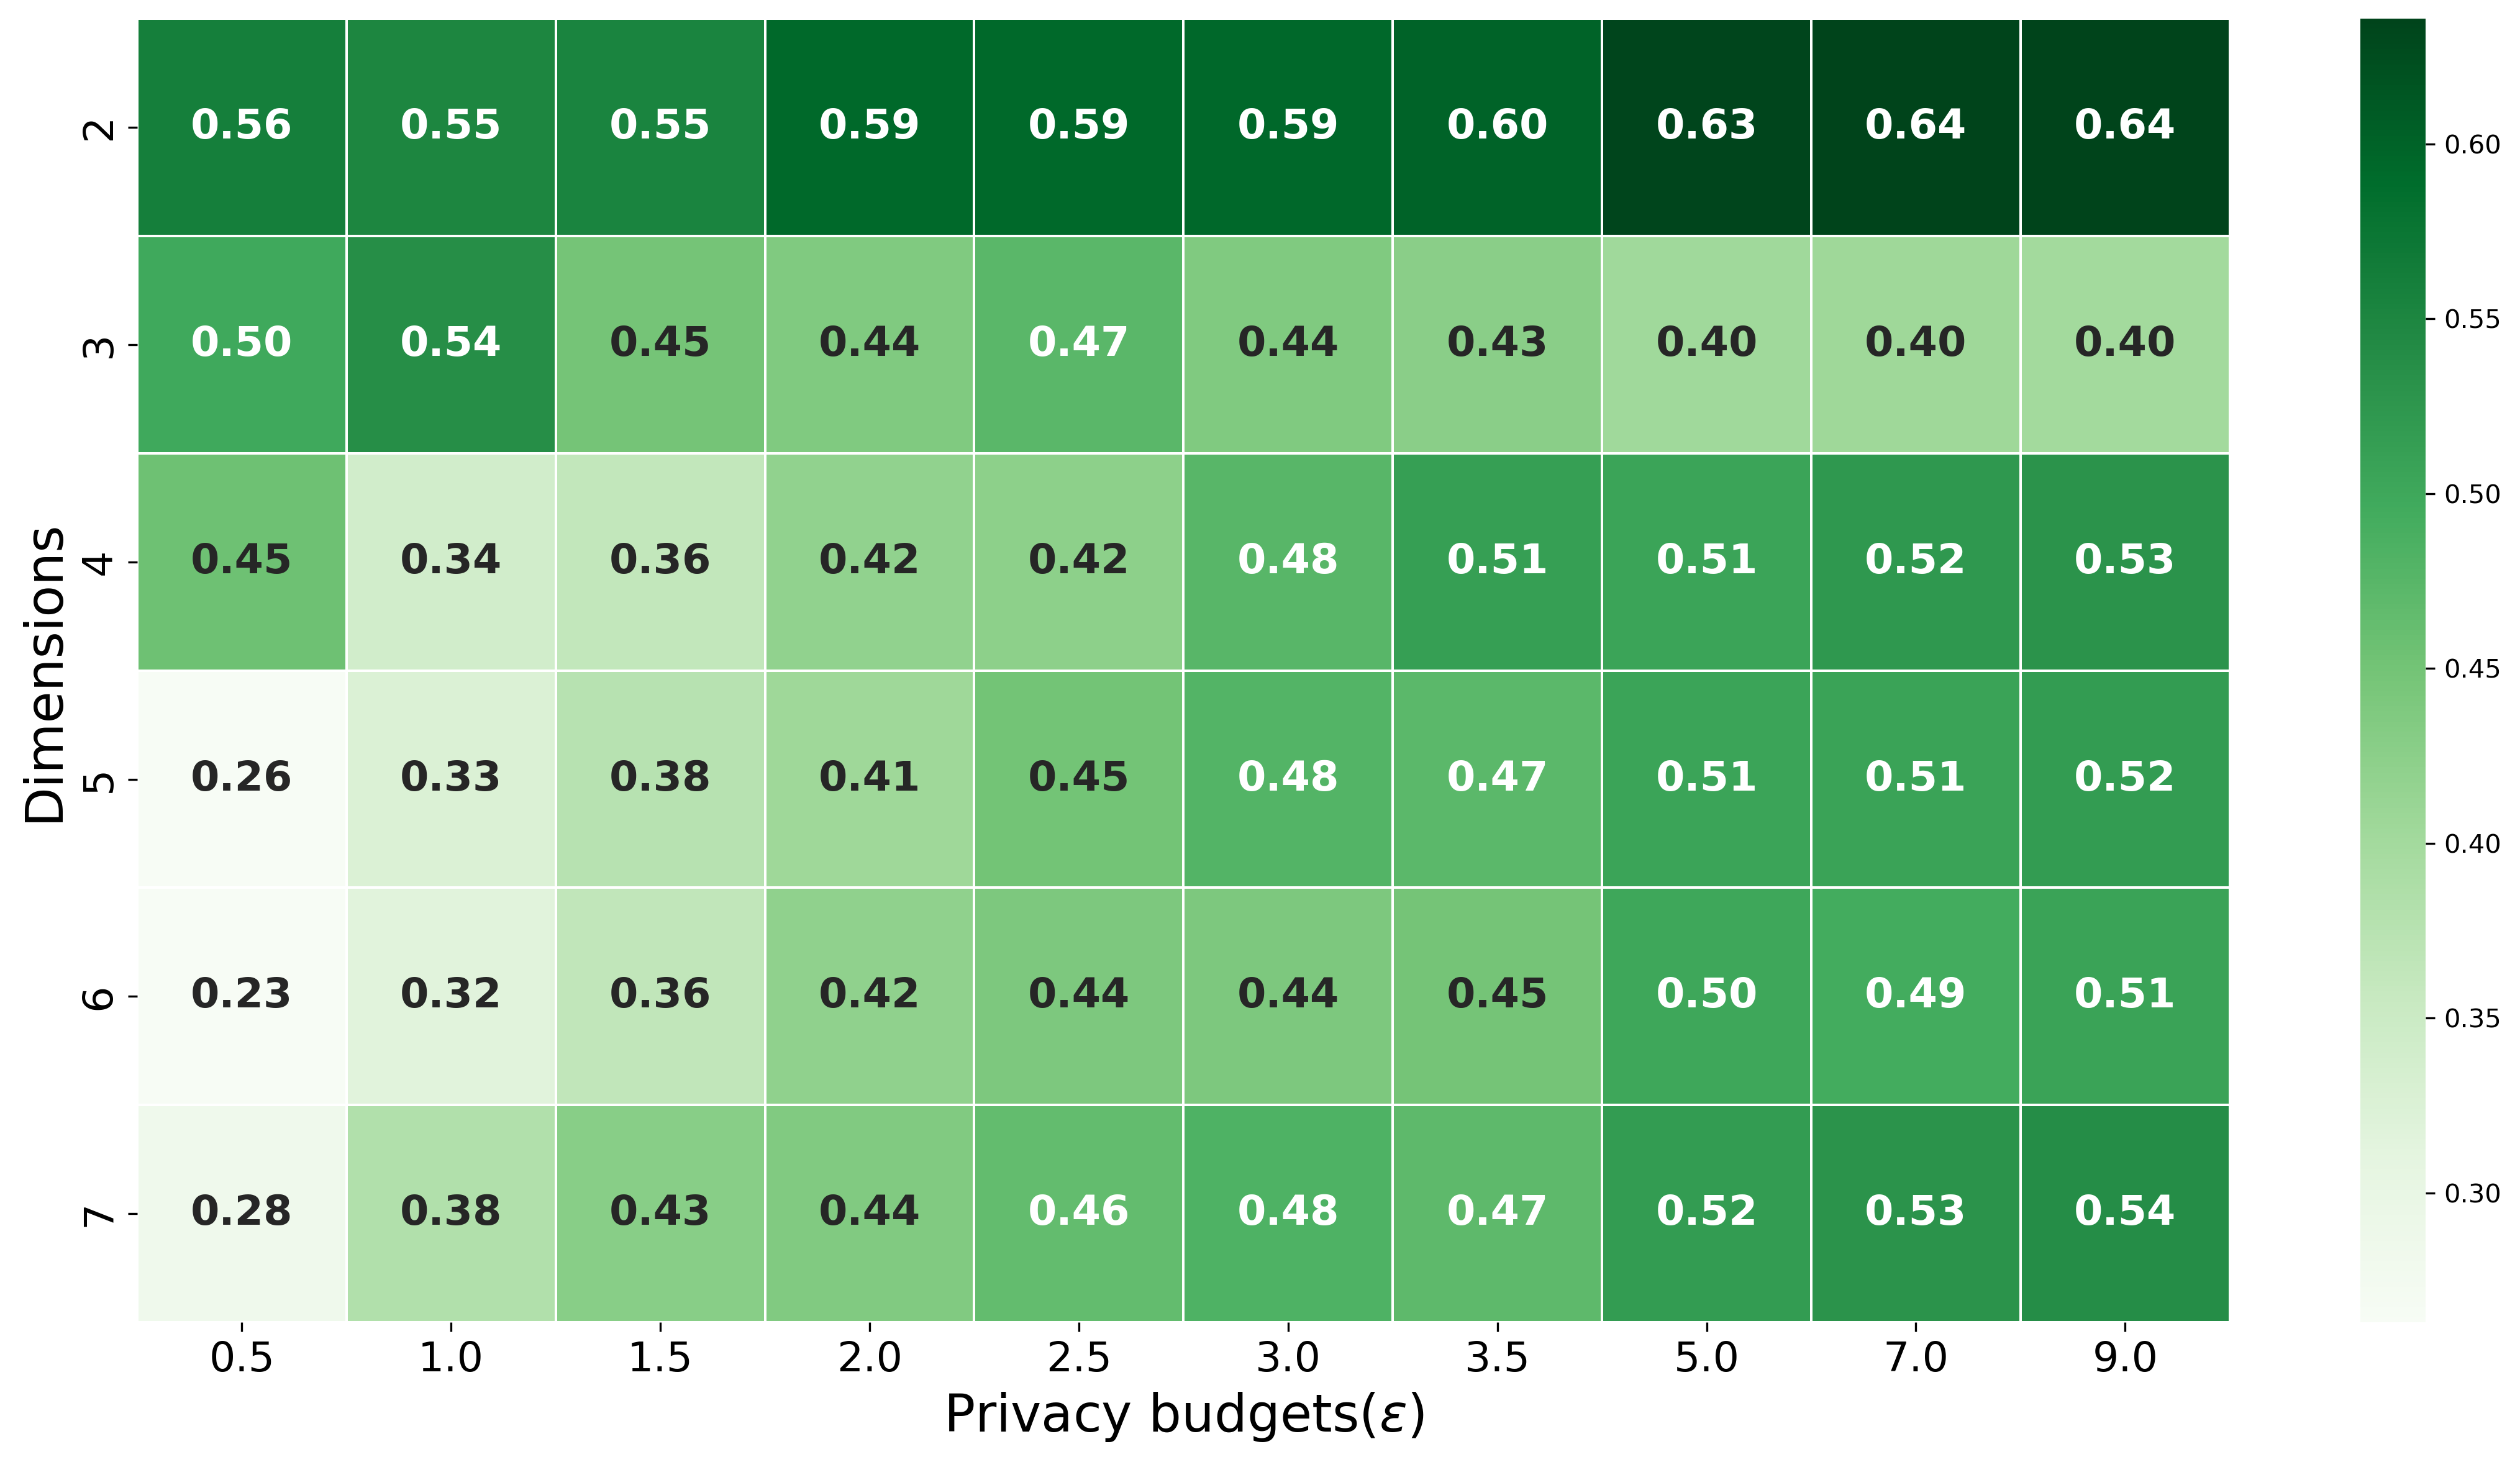 2 0.56 0.55 0.55 0.59 0.59 0.59 0.60 0.63 0.64 0.64
3 0.50 0.54 0.45 0.44 0.47 0.44 0.43 0.40 0.40 0.40
4 0.45 0.34 0.36 0.42 0.42 0.48 0.51 0.51 0.52 0.53
5 0.26 0.33 0.38 0.41 0.45 0.48 0.47 0.51 0.51 0.52
6 0.23 0.32 0.36 0.42 0.44 0.44 0.45 0.50 0.49 0.51
7 0.28 0.38 0.43 0.44 0.46 0.48 0.47 0.52 0.53 0.54
0.5 1.0 1.5 2.0 2.5 3.0 3.5 5.0 7.0 9.0
Privacy budgets(ε)
Dimensions
0.60
0.55
0.50
0.45
0.40
0.35
0.30